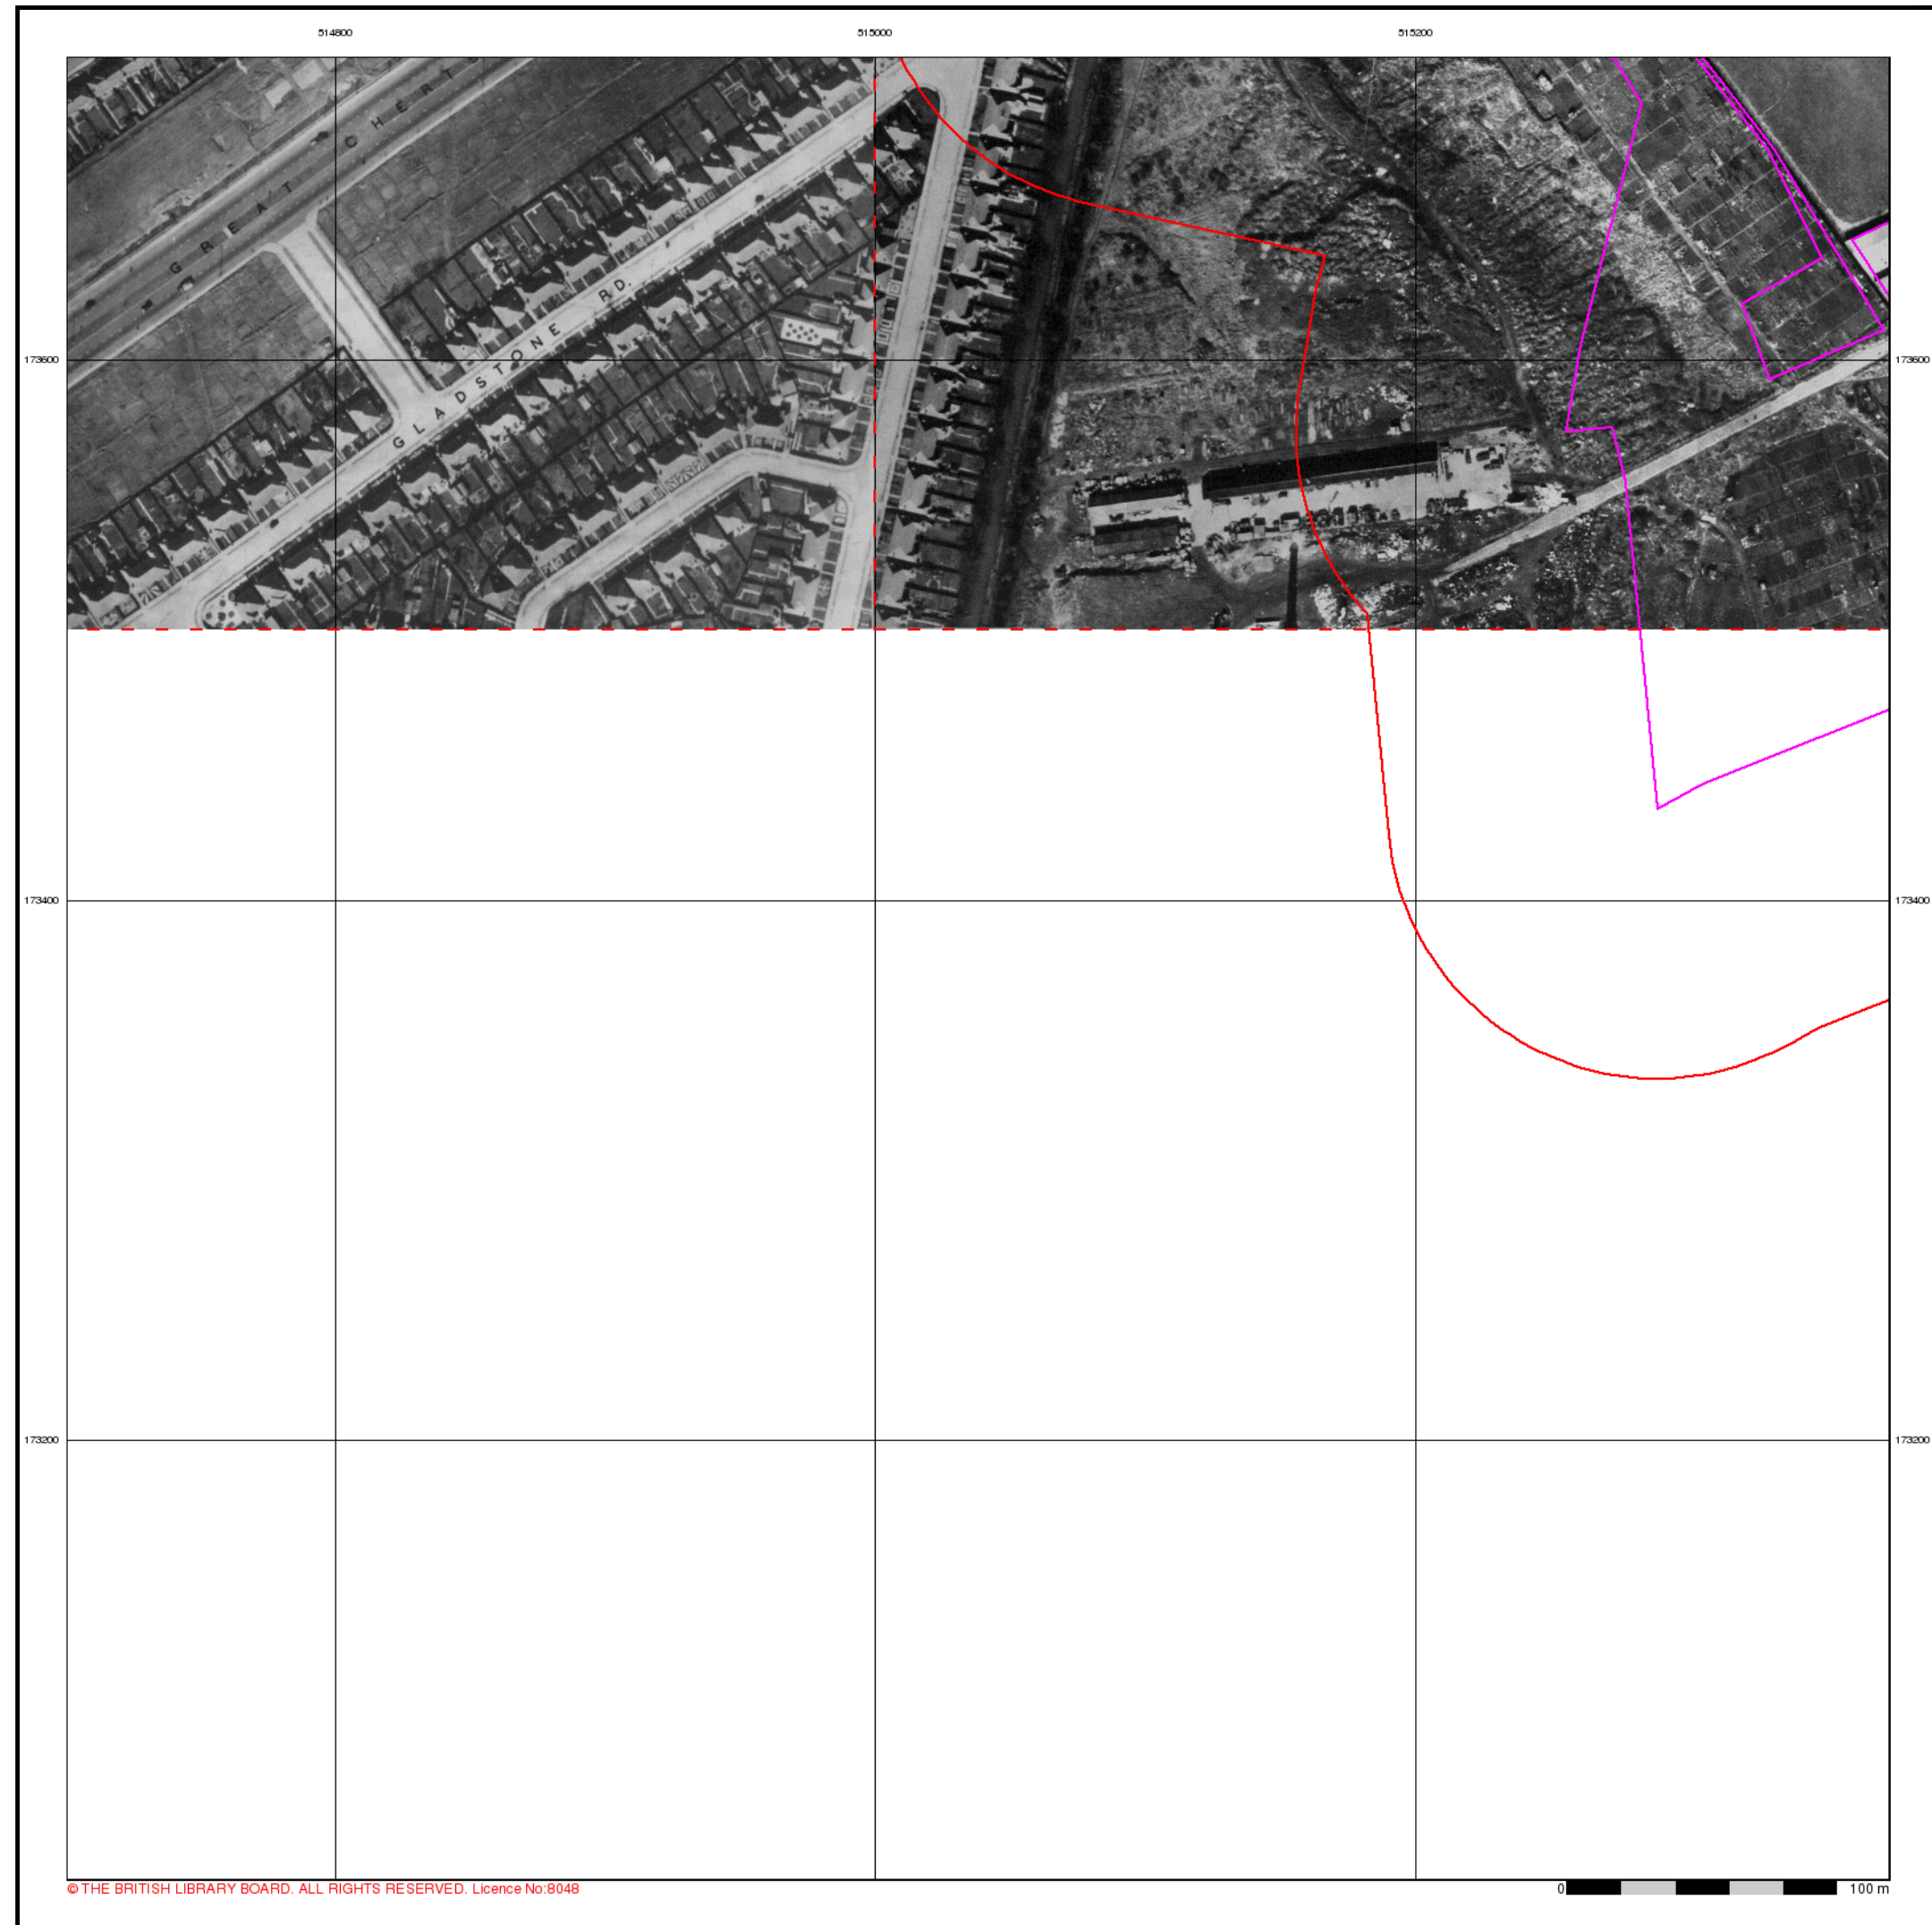 514800 515000 515200
GREAT CHERTS
GLADSTONE RD.
173600 173600
173400 173400
173200 173200
© THE BRITISH LIBRARY BOARD. ALL RIGHTS RESERVED. Licence No:8048
0 100 m